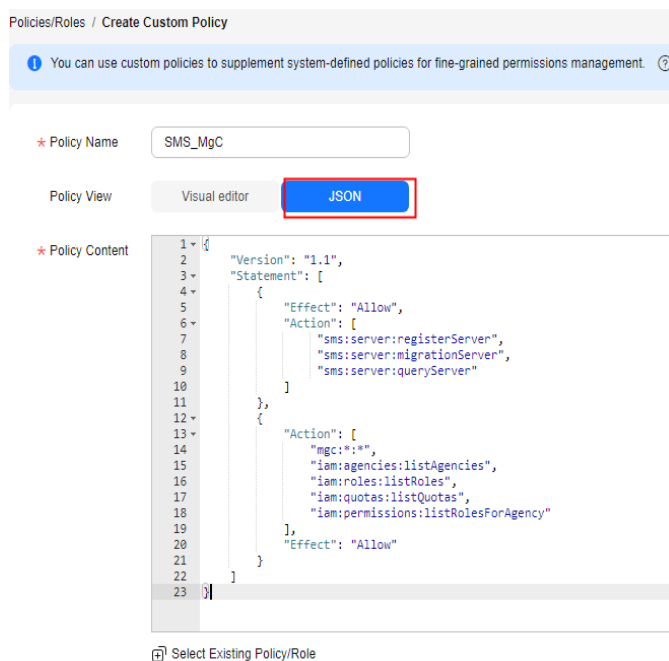 Policies/Roles / Create Custom Policy
You can use custom policies to supplement system-defined policies for fine-grained permissions management.
* Policy Name SMS_MgC
Policy View Visual editor JSON
* Policy Content
1 {
2 "Version": "1.1",
3 "Statement": [
4 {
5 "Effect": "Allow",
6 "Action": [
7 "sms:server:registerServer",
8 "sms:server:migrationServer",
9 "sms:server:queryServer"
10 ]
11 },
12 {
13 "Action": [
14 "mgc:*:*",
15 "iam:agencies:listAgencies",
16 "iam:roles:listRoles",
17 "iam:quotas:listQuotas",
18 "iam:permissions:listRolesForAgency"
19 ],
20 "Effect": "Allow"
21 }
22 ]
23 }
Select Existing Policy/Role